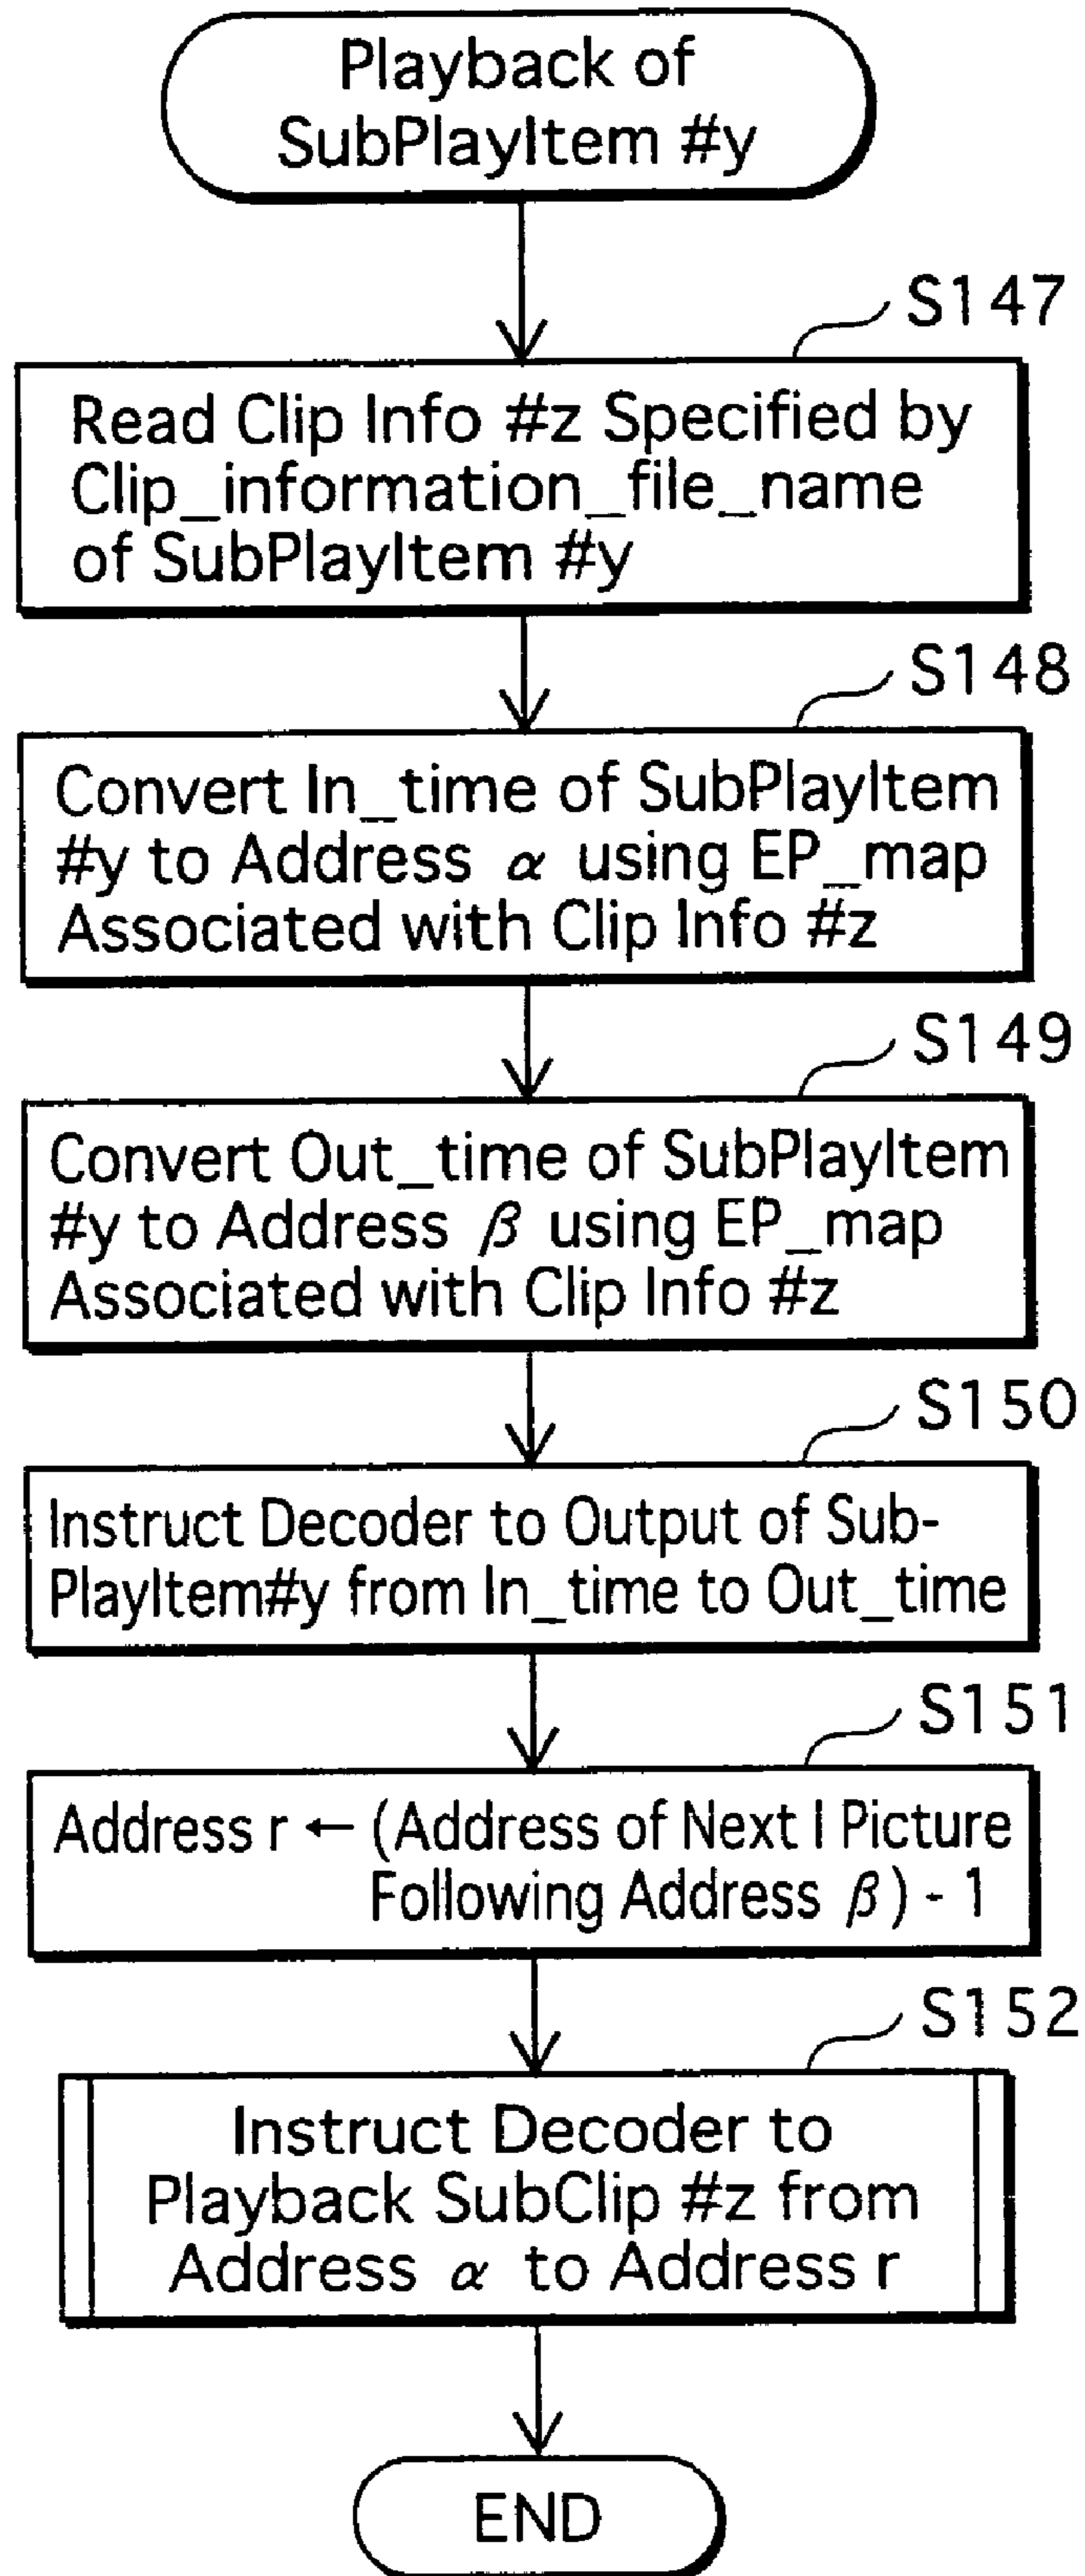 Playback of
SubPlayItem #y
S147
Read Clip Info #z Specified by
Clip_information_file_name
of SubPlayItem #y
S148
Convert In_time of SubPlayItem
#y to Address α using EP_map
Associated with Clip Info #z
S149
Convert Out_time of SubPlayItem
#y to Address β using EP_map
Associated with Clip Info #z
S150
Instruct Decoder to Output of Sub-
PlayItem#y from In_time to Out_time
S151
Address r ← (Address of Next I Picture
Following Address β) - 1
S152
Instruct Decoder to
Playback SubClip #z from
Address α to Address r
END